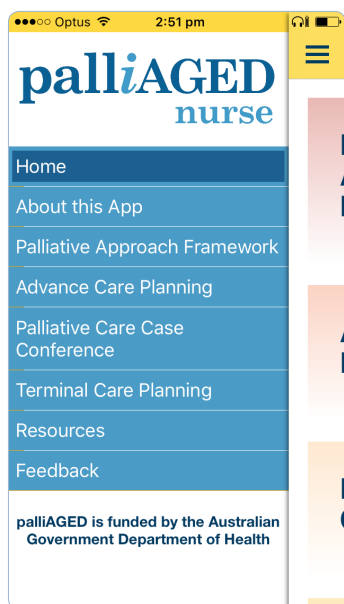 Optus 2:51 pm
palliAGED
nurse
Home
About this App
Palliative Approach Framework
Advance Care Planning
Palliative Care Case
Conference
Terminal Care Planning
Resources
Feedback
palliAGED is funded by the Australian
Government Department of Health